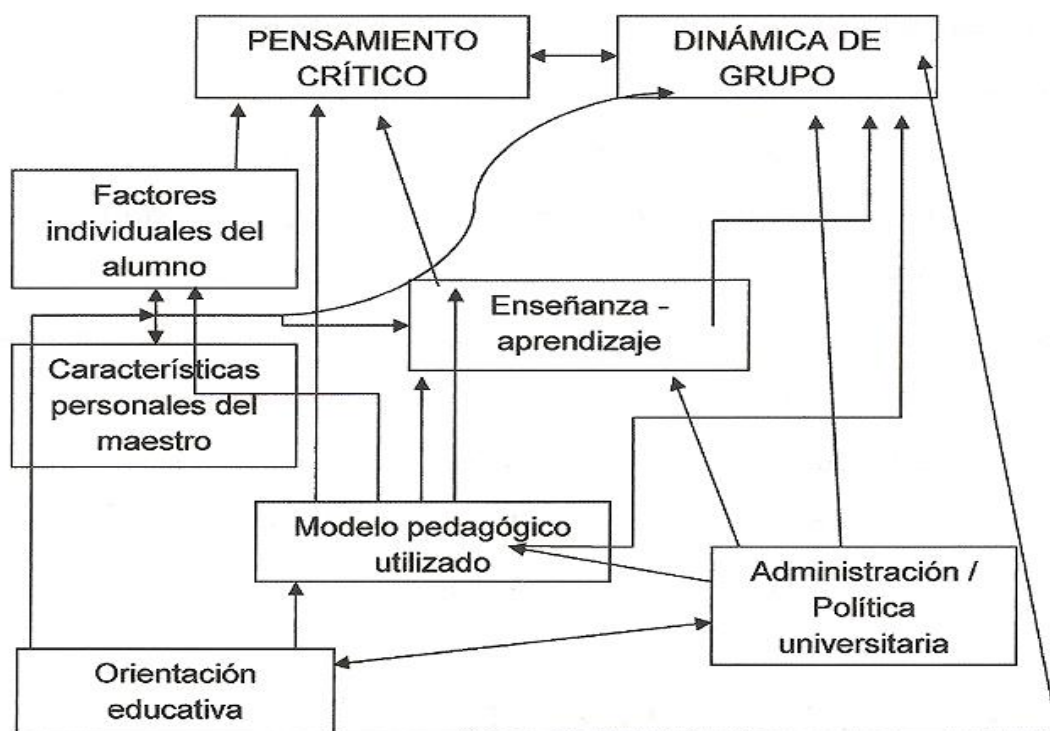 PENSAMIENTO
CRÍTICO
DINÁMICA DE
GRUPO
Factores
individuales del
alumno
Enseñanza -
aprendizaje
Características
personales del
maestro
Modelo pedagógico
utilizado
Administración /
Política
universitaria
Orientación
educativa